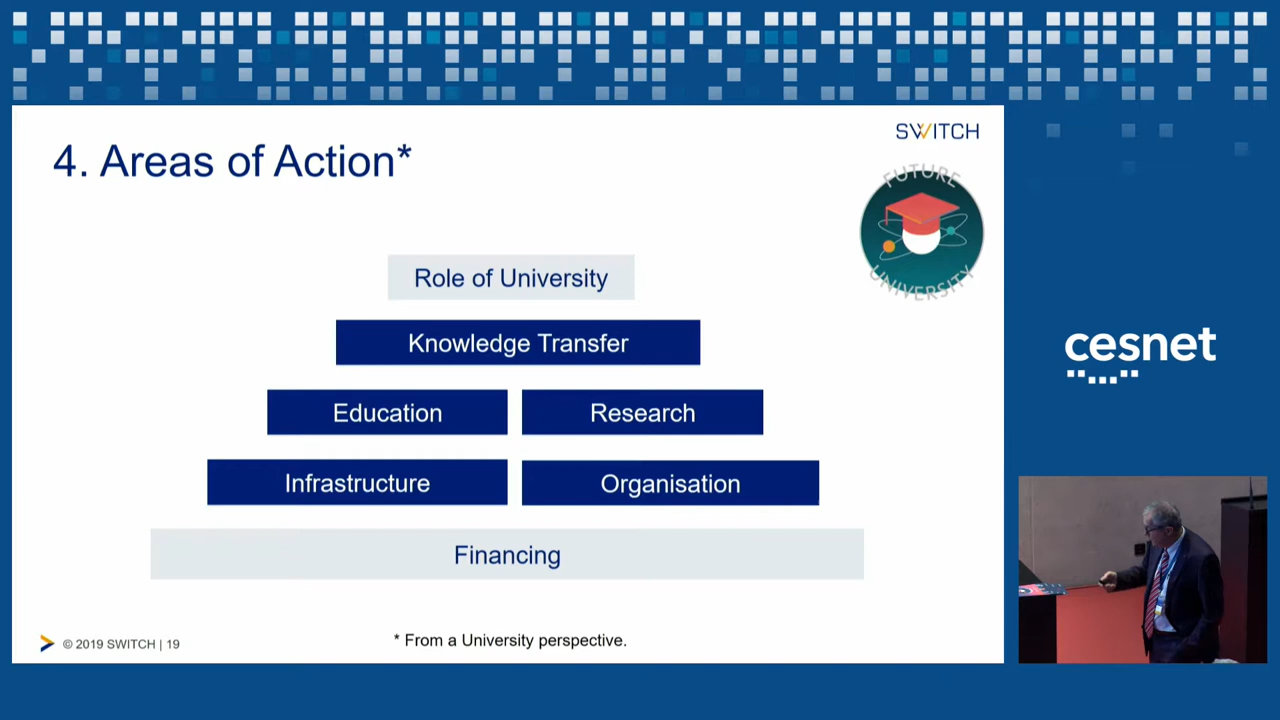 SWITCH
4. Areas of Action*
FUTURE
UNIVERSITY
Role of University
Knowledge Transfer
Education
Research
Infrastructure
Organisation
Financing
© 2019 SWITCH | 19
* From a University perspective.
cesnet